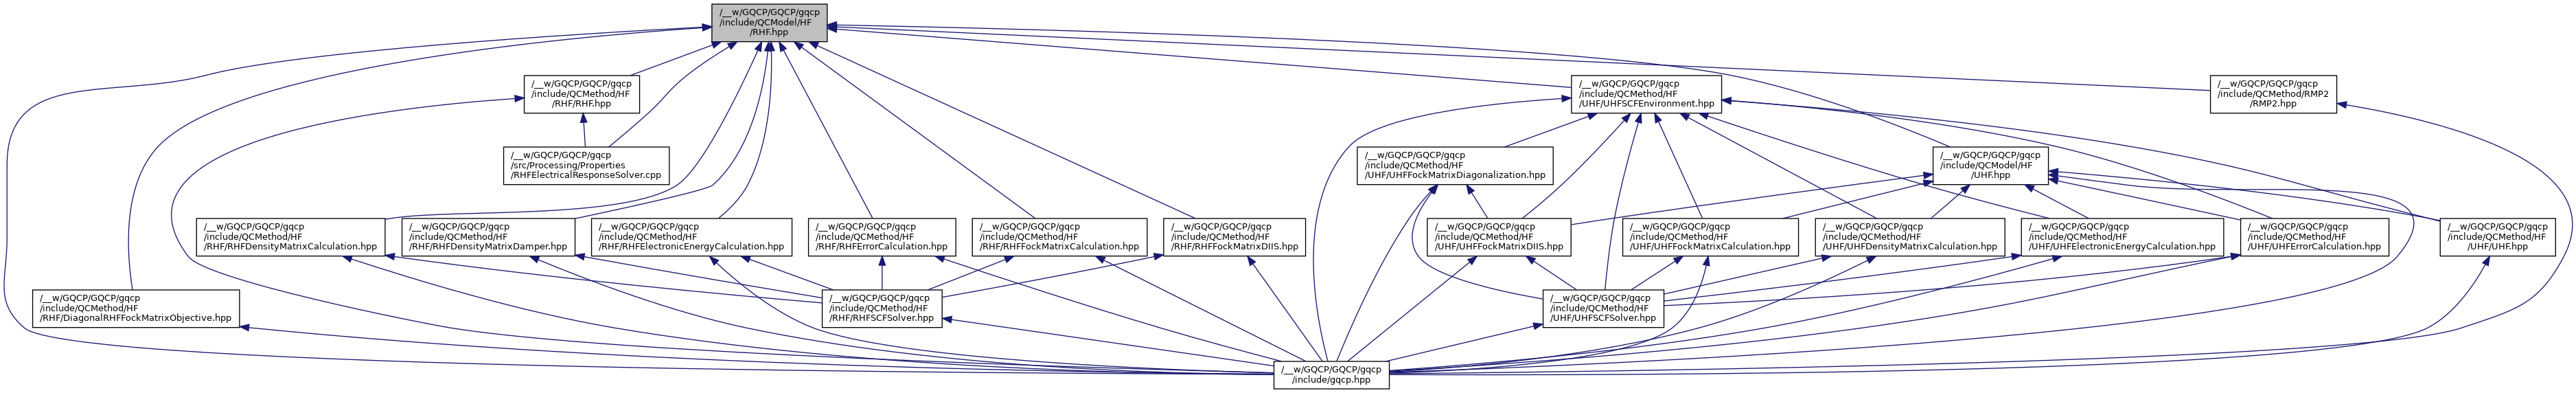 /__w/GQCP/GQCP/gqcp
/include/QCModel/HF
/RHF.hpp
/__w/GQCP/GQCP/gqcp
/include/QCMethod/HF
/RHF/RHF.hpp
/__w/GQCP/GQCP/gqcp
/include/QCMethod/HF
/UHF/UHFSCFEnvironment.hpp
/__w/GQCP/GQCP/gqcp
/include/QCMethod/RMP2
/RMP2.hpp
/__w/GQCP/GQCP/gqcp
/src/Processing/Properties
/RHFElectricalResponseSolver.cpp
/__w/GQCP/GQCP/gqcp
/include/QCMethod/HF
/UHF/UHFFockMatrixDiagonalization.hpp
/__w/GQCP/GQCP/gqcp
/include/QCModel/HF
/UHF.hpp
/__w/GQCP/GQCP/gqcp
/include/QCMethod/HF
/RHF/RHFDensityMatrixCalculation.hpp
/__w/GQCP/GQCP/gqcp
/include/QCMethod/HF
/RHF/RHFDensityMatrixDamper.hpp
/__w/GQCP/GQCP/gqcp
/include/QCMethod/HF
/RHF/RHFElectronicEnergyCalculation.hpp
/__w/GQCP/GQCP/gqcp
/include/QCMethod/HF
/RHF/RHFErrorCalculation.hpp
/__w/GQCP/GQCP/gqcp
/include/QCMethod/HF
/RHF/RHFFockMatrixCalculation.hpp
/__w/GQCP/GQCP/gqcp
/include/QCMethod/HF
/RHF/RHFFockMatrixDIIS.hpp
/__w/GQCP/GQCP/gqcp
/include/QCMethod/HF
/UHF/UHFFockMatrixDIIS.hpp
/__w/GQCP/GQCP/gqcp
/include/QCMethod/HF
/UHF/UHFFockMatrixCalculation.hpp
/__w/GQCP/GQCP/gqcp
/include/QCMethod/HF
/UHF/UHFDensityMatrixCalculation.hpp
/__w/GQCP/GQCP/gqcp
/include/QCMethod/HF
/UHF/UHFElectronicEnergyCalculation.hpp
/__w/GQCP/GQCP/gqcp
/include/QCMethod/HF
/UHF/UHFErrorCalculation.hpp
/__w/GQCP/GQCP/gqcp
/include/QCMethod/HF
/UHF/UHF.hpp
/__w/GQCP/GQCP/gqcp
/include/QCMethod/HF
/RHF/DiagonalRHFFockMatrixObjective.hpp
/__w/GQCP/GQCP/gqcp
/include/QCMethod/HF
/RHF/RHFSCFSolver.hpp
/__w/GQCP/GQCP/gqcp
/include/QCMethod/HF
/UHF/UHFSCFSolver.hpp
/__w/GQCP/GQCP/gqcp
/include/gqcp.hpp